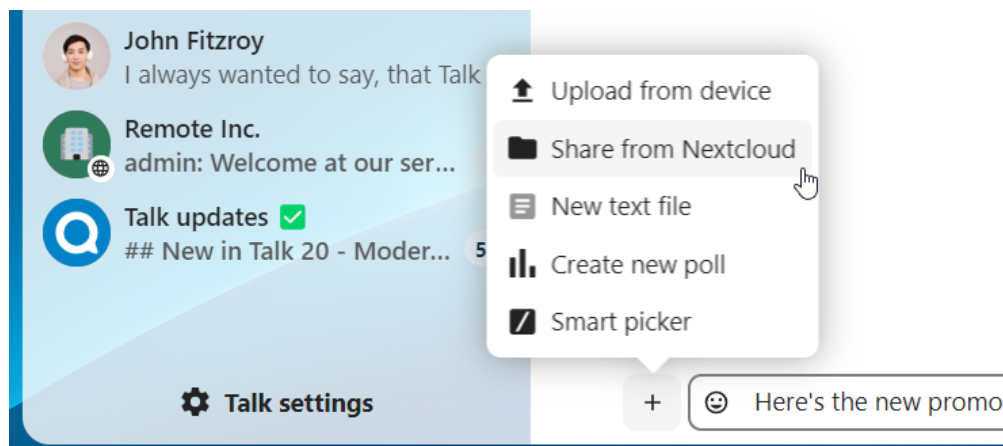 John Fitzroy
I always wanted to say, that Talk
Remote Inc.
admin: Welcome at our ser...
Talk updates ✅
## New in Talk 20 - Moder... 5
Talk settings
Upload from device
Share from Nextcloud
New text file
Create new poll
Smart picker
+
Here's the new promo